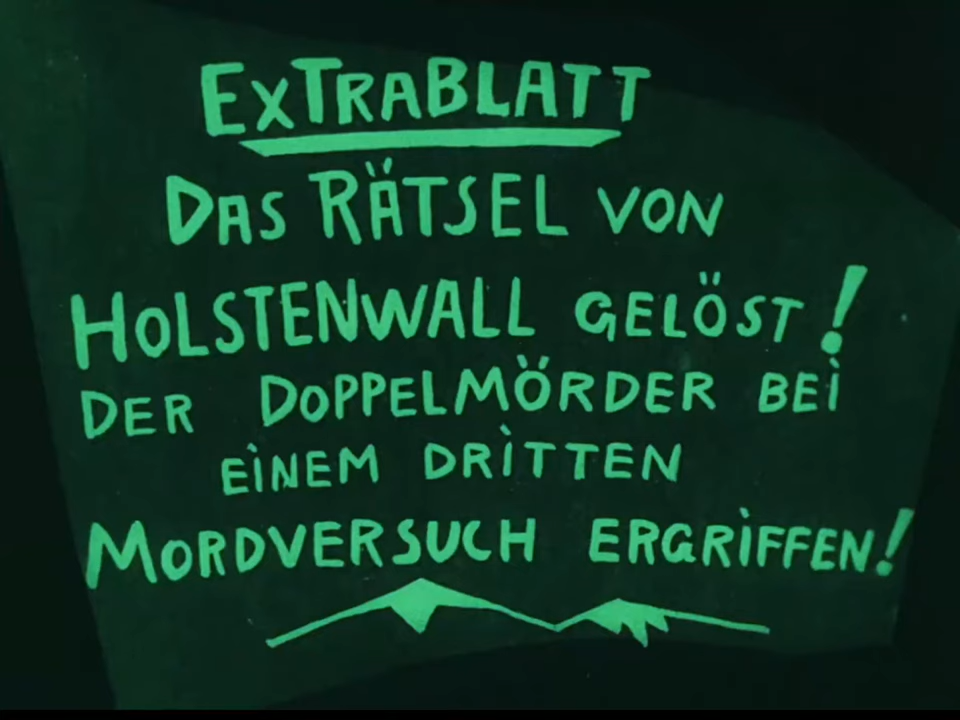 EXTRABLATT
DAS RÄTSEL VON
HOLSTENWALL GELÖST!
DER DOPPELMÖRDER BEI
EINEM DRITTEN
MORDVERSUCH ERGRIFFEN!